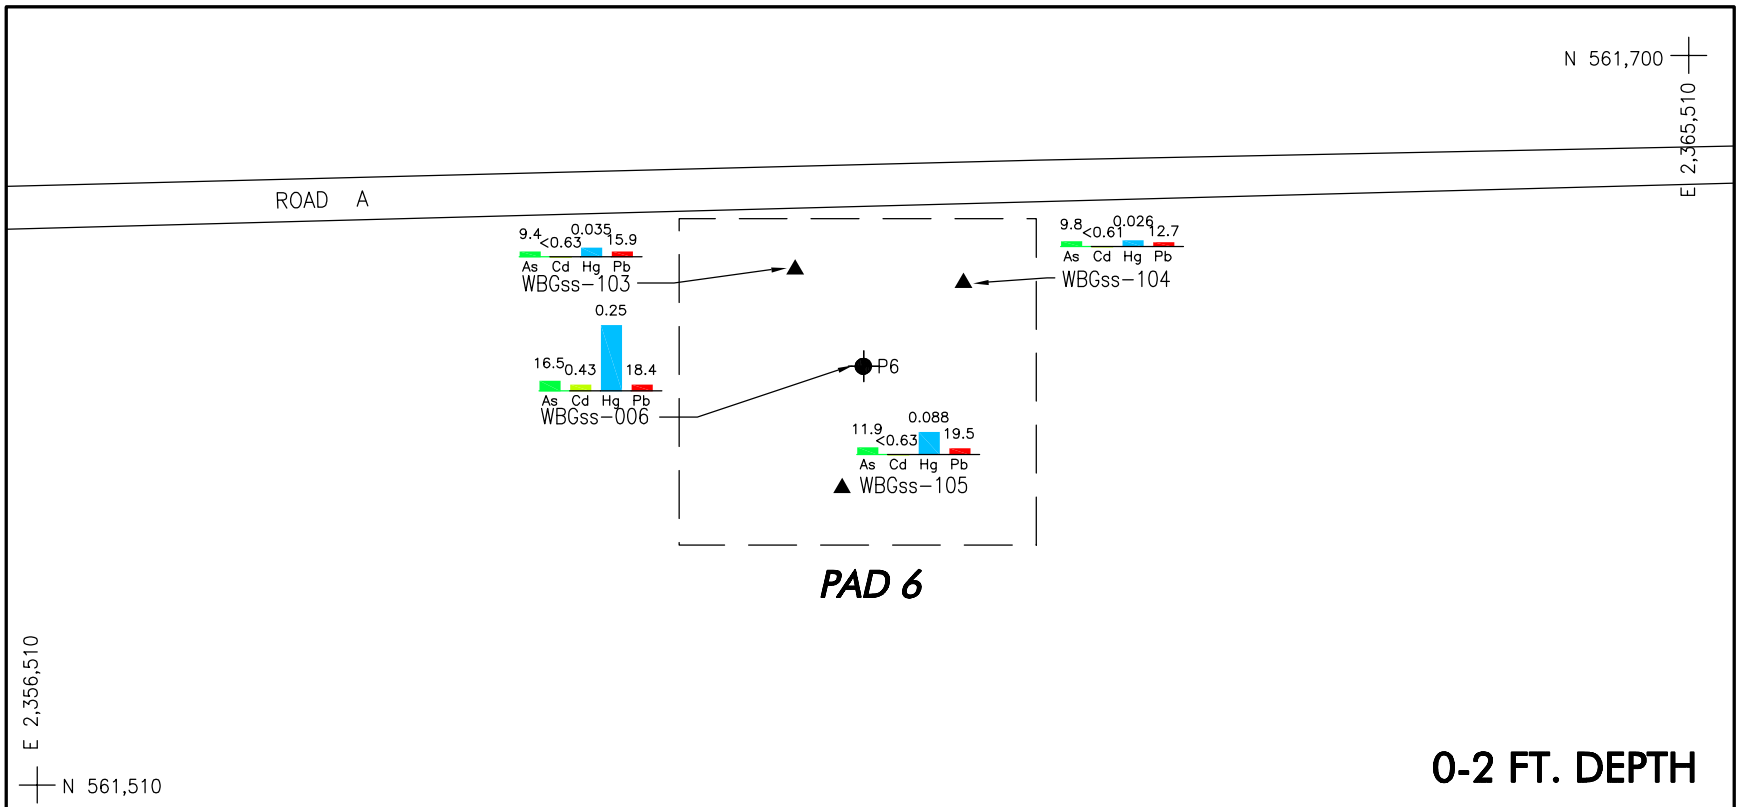 N 561,700
E 2,365,510
ROAD A
9.4 <0.63 0.035 15.9
As Cd Hg Pb
WBGss-103
9.8 <0.61 0.026 12.7
As Cd Hg Pb
WBGss-104
0.25
16.5 0.43 18.4
As Cd Hg Pb
WBGss-006
P6
0.088
11.9 <0.63 19.5
As Cd Hg Pb
WBGss-105
PAD 6
E 2,356,510
N 561,510
0-2 FT. DEPTH